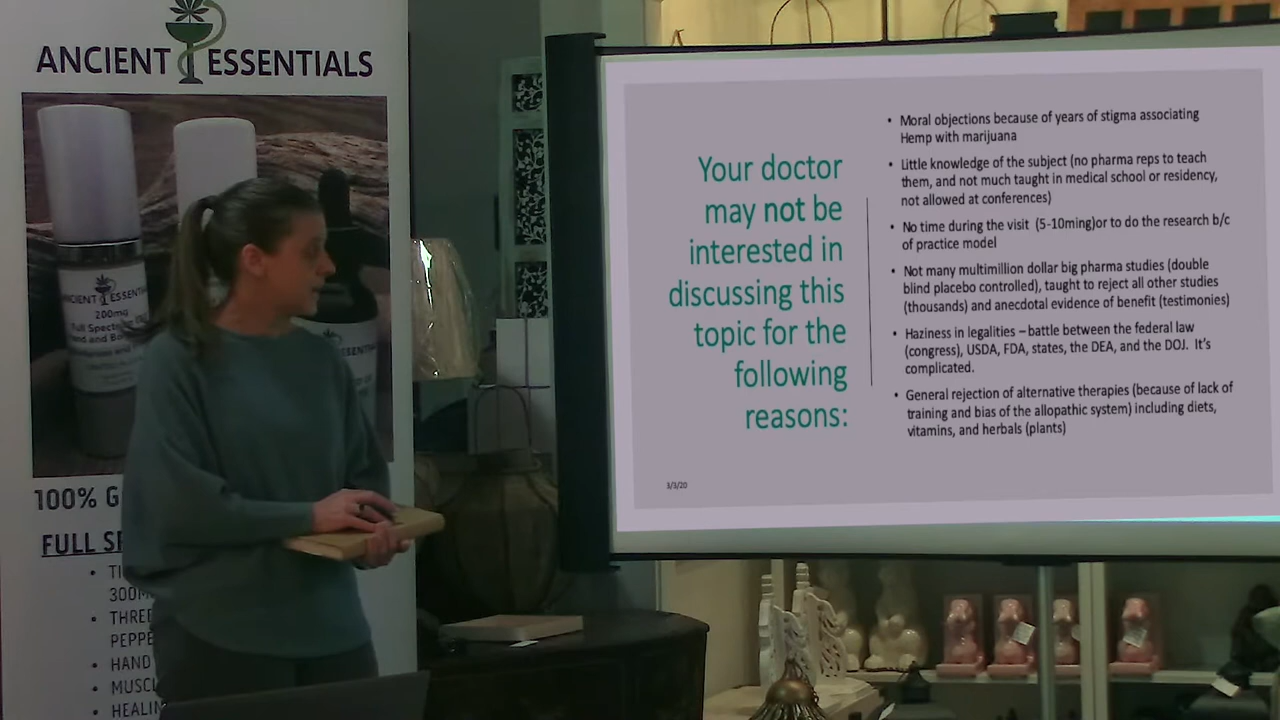 ANCIENT ESSENTIALS
ANCIENT ESSENTI
200mg
Full Spectrum
100% G
FULL SP
• TI
300M
• THREE
PEPPE
• HAND
• MUSCL
• HEALIN
Your doctor
may not be
interested in
discussing this
topic for the
following
reasons:
• Moral objections because of years of stigma associating
Hemp with marijuana
• Little knowledge of the subject (no pharma reps to teach
them, and not much taught in medical school or residency,
not allowed at conferences)
• No time during the visit (5-10ming)or to do the research b/c
of practice model
• Not many multimillion dollar big pharma studies (double
blind placebo controlled), taught to reject all other studies
(thousands) and anecdotal evidence of benefit (testimonies)
• Haziness in legalities – battle between the federal law
(congress), USDA, FDA, states, the DEA, and the DOJ. It's
complicated.
• General rejection of alternative therapies (because of lack of
training and bias of the allopathic system) including diets,
vitamins, and herbals (plants)
3/3/20